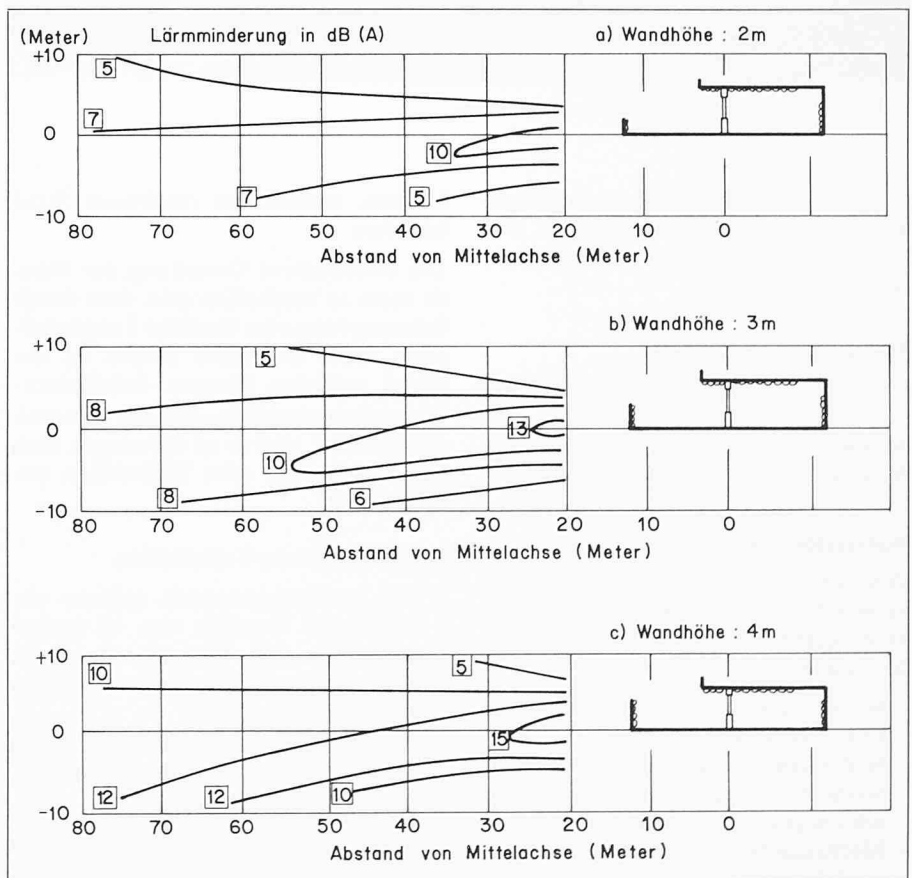 (Meter) Lärmminderung in dB (A) a) Wandhöhe : 2m
+10
5
7
0
10
7
5
-10
80 70 60 50 40 30 20 10 0
Abstand von Mittelachse (Meter)
b) Wandhöhe : 3m
+10
5
8
0
13
10
8
6
-10
80 70 60 50 40 30 20 10 0
Abstand von Mittelachse (Meter)
c) Wandhöhe : 4m
+10
10
5
0
15
12
12
10
-10
80 70 60 50 40 30 20 10 0
Abstand von Mittelachse (Meter)